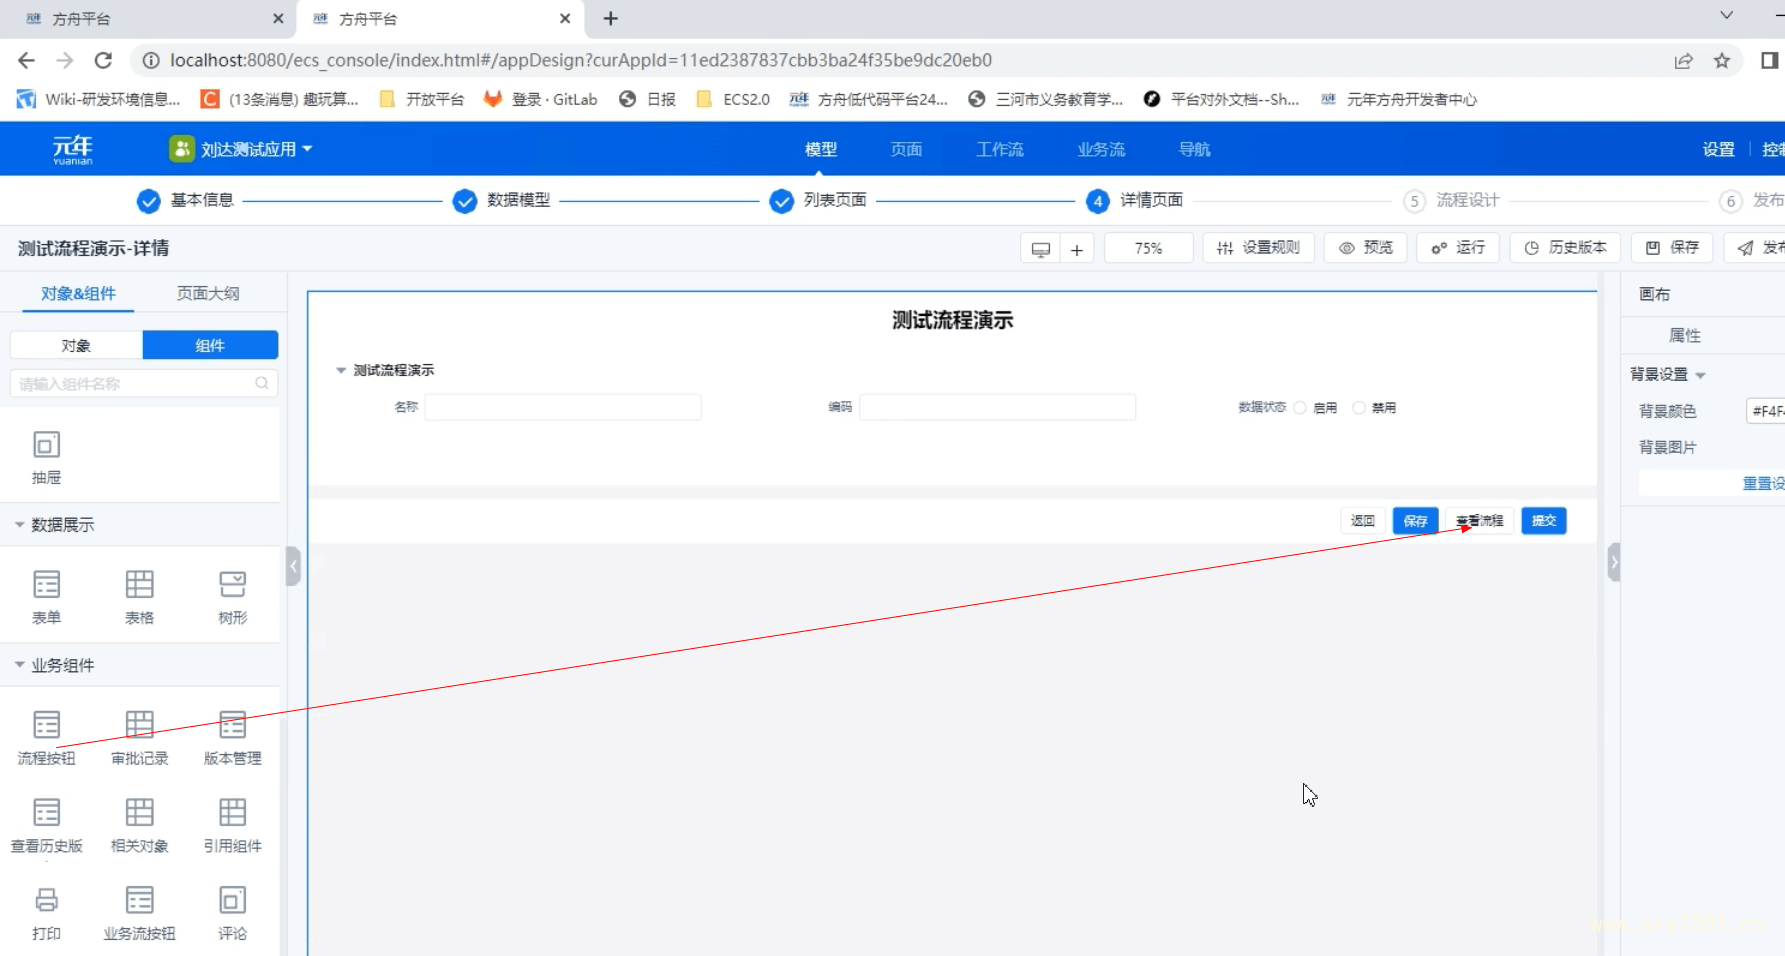 方舟平台
方舟平台
localhost:8080/ecs_console/index.html#/appDesign?curAppId=11ed2387837cbb3ba24f35be9dc20eb0
Wiki-研发环境信息...
(13条消息) 趣玩算...
开放平台
登录 · GitLab
日报
ECS2.0
方舟低代码平台24...
三河市义务教育学...
平台对外文档--Sh...
元年方舟开发者中心
元年
yuanian
刘达测试应用
模型
页面
工作流
业务流
导航
设置
控制
基本信息
数据模型
列表页面
4 详情页面
5 流程设计
6 发布
测试流程演示-详情
75%
设置规则
预览
运行
历史版本
保存
发布
对象&组件
页面大纲
对象
组件
请输入组件名称
抽屉
数据展示
表单
表格
树形
业务组件
流程按钮
审批记录
版本管理
查看历史版
相关对象
引用组件
打印
业务流按钮
评论
测试流程演示
测试流程演示
名称
编码
数据状态
启用
禁用
返回
保存
查看流程
提交
画布
属性
背景设置
背景颜色
#F4F4
背景图片
重置设